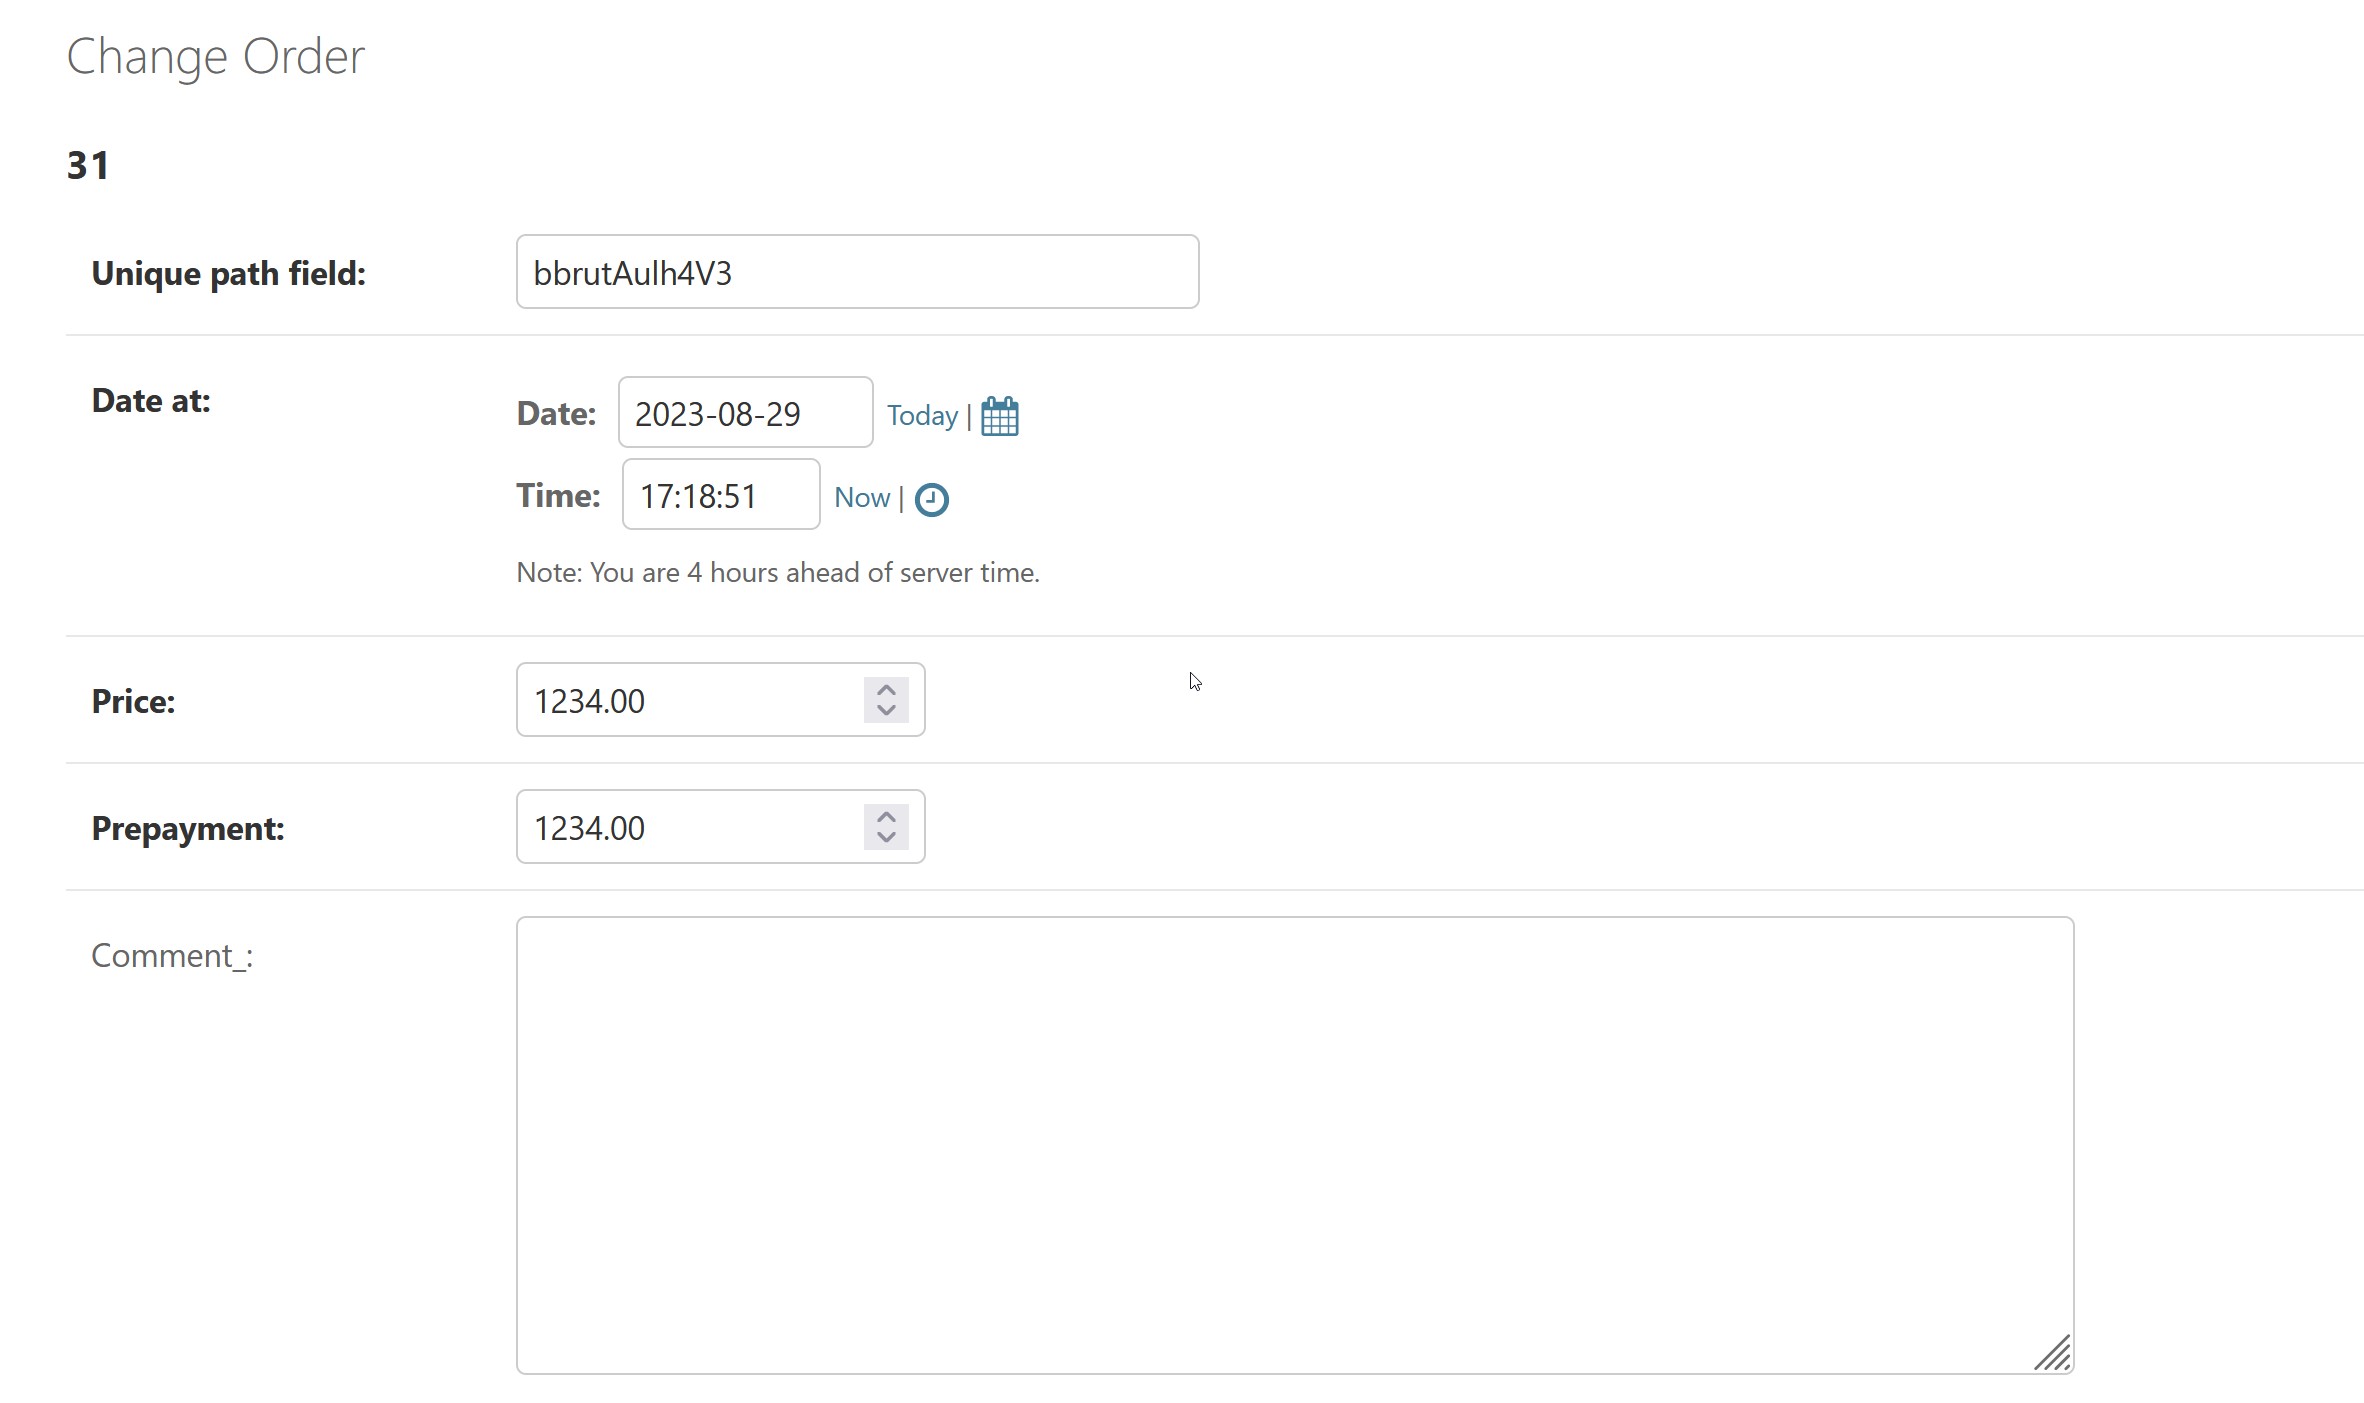 Change Order
31
Unique path field: bbrutAulh4V3
Date at: Date: 2023-08-29 Today |
Time: 17:18:51 Now |
Note: You are 4 hours ahead of server time.
Price: 1234.00
Prepayment: 1234.00
Comment_: